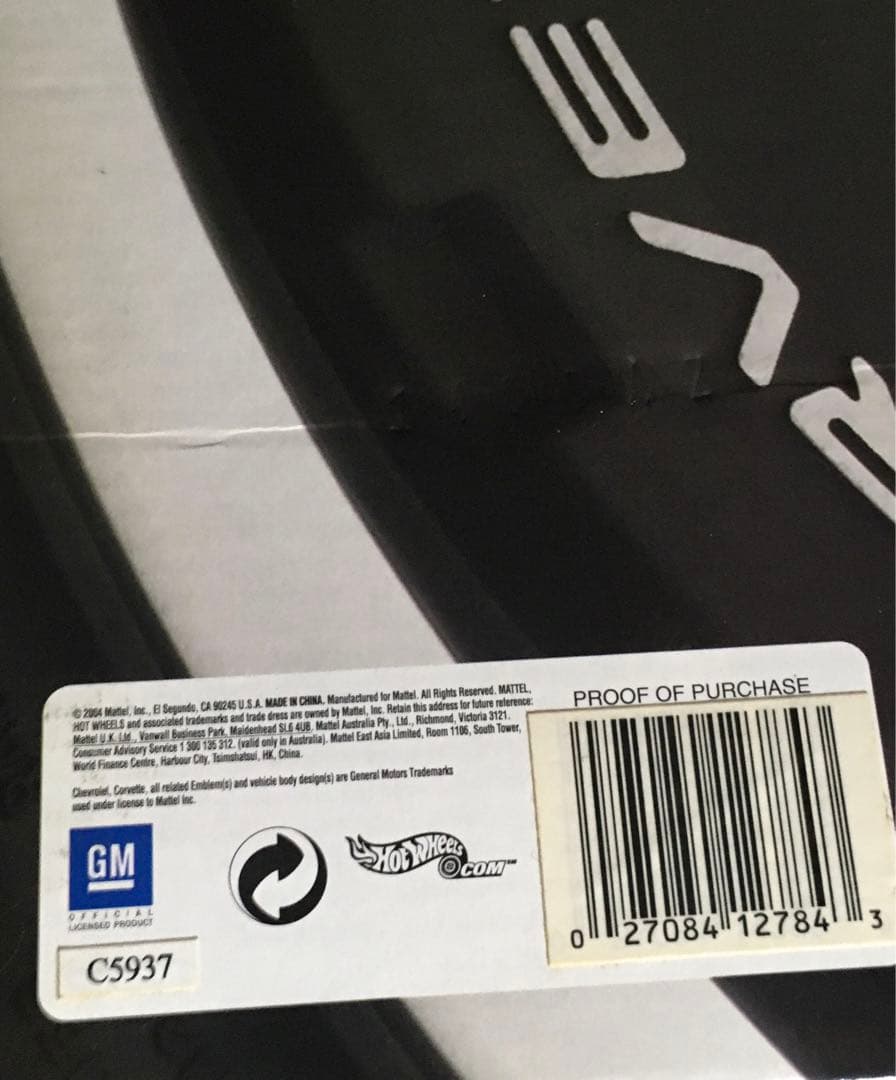 EVR
© 2004 Mattel, Inc., El Segundo, CA 90245 U.S.A. MADE IN CHINA. Manufactured for Mattel. All Rights Reserved. MATTEL,
HOT WHEELS and associated trademarks and trade dress are owned by Mattel, Inc. Retain this address for future reference:
Mattel U.K. Ltd., Vanwall Business Park, Maidenhead SL6 4UB. Mattel Australia Pty., Ltd., Richmond, Victoria 3121.
Consumer Advisory Service 1 300 135 312. (valid only in Australia). Mattel East Asia Limited, Room 1106, South Tower,
World Finance Centre, Harbour City, Tsimshatsui, HK, China.
Chevrolet, Corvette, all related Emblem(s) and vehicle body design(s) are General Motors Trademarks
used under license to Mattel Inc.
GM
OFFICIAL
LICENSED PRODUCT
C5937
HOT WHEELS
.COM™
PROOF OF PURCHASE
0 27084 12784 3